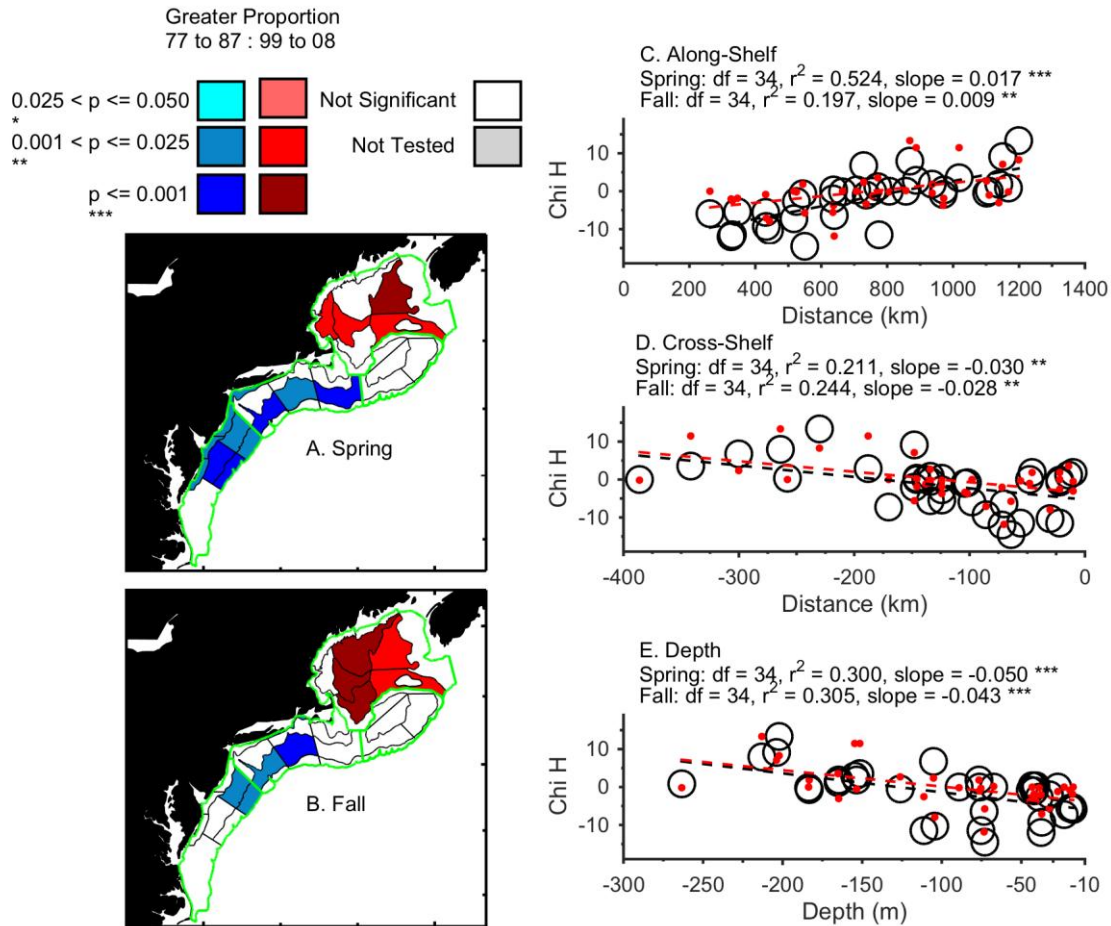 Greater Proportion
77 to 87 : 99 to 08
0.025 < p <= 0.050
*
0.001 < p <= 0.025
**
p <= 0.001
***
Not Significant
Not Tested
A. Spring
B. Fall
C. Along-Shelf
Spring: df = 34, r² = 0.524, slope = 0.017 ***
Fall: df = 34, r² = 0.197, slope = 0.009 **
Chi H
10
0
-10
0 200 400 600 800 1000 1200 1400
Distance (km)
D. Cross-Shelf
Spring: df = 34, r² = 0.211, slope = -0.030 **
Fall: df = 34, r² = 0.244, slope = -0.028 **
Chi H
10
0
-10
-400 -300 -200 -100 0
Distance (km)
E. Depth
Spring: df = 34, r² = 0.300, slope = -0.050 ***
Fall: df = 34, r² = 0.305, slope = -0.043 ***
Chi H
10
0
-10
-300 -250 -200 -150 -100 -50 -10
Depth (m)